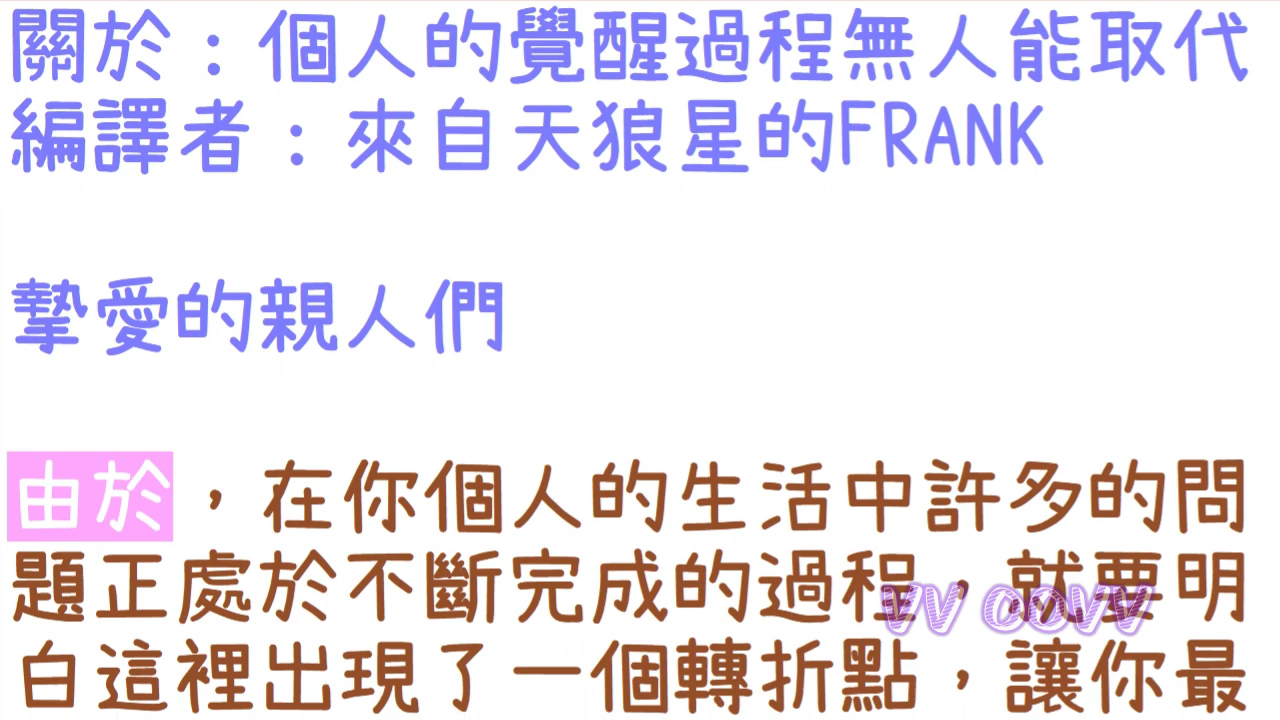 關於：個人的覺醒過程無人能取代
編譯者：來自天狼星的FRANK
摯愛的親人們
由於，在你個人的生活中許多的問
題正處於不斷完成的過程，就要明
白這裡出現了一個轉折點，讓你最
VV OOVV